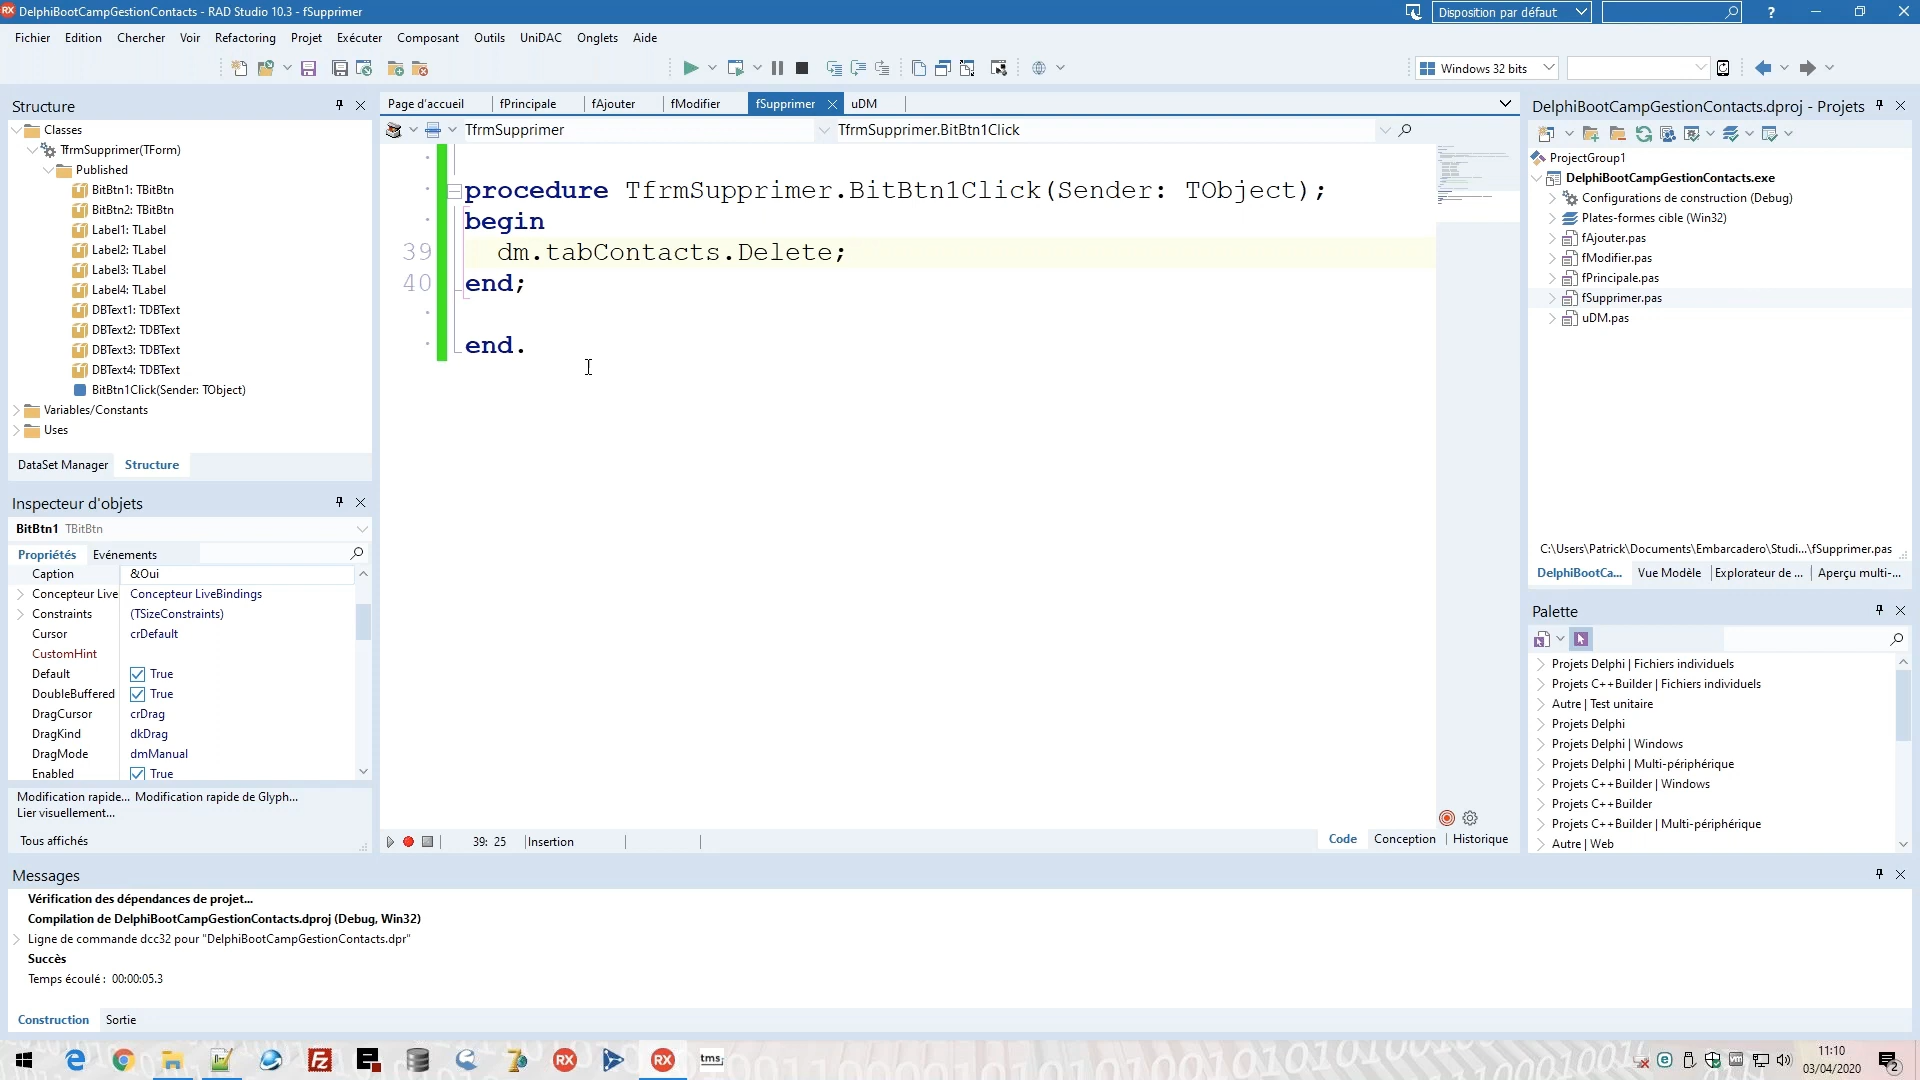 DelphiBootCampGestionContacts - RAD Studio 10.3 - fSupprimer
Disposition par défaut
?
Fichier Edition Chercher Voir Refactoring Projet Exécuter Composant Outils UniDAC Onglets Aide
Windows 32 bits
Structure
Classes
TfrmSupprimer(TForm)
Published
BitBtn1: TBitBtn
BitBtn2: TBitBtn
Label1: TLabel
Label2: TLabel
Label3: TLabel
Label4: TLabel
DBText1: TDBText
DBText2: TDBText
DBText3: TDBText
DBText4: TDBText
BitBtn1Click(Sender: TObject)
Variables/Constants
Uses
DataSet Manager Structure
Inspecteur d'objets
BitBtn1 TBitBtn
Propriétés Evénements
Caption &Oui
Concepteur Live Concepteur LiveBindings
Constraints (TSizeConstraints)
Cursor crDefault
CustomHint
Default True
DoubleBuffered True
DragCursor crDrag
DragKind dkDrag
DragMode dmManual
Enabled True
Modification rapide... Modification rapide de Glyph...
Lier visuellement...
Tous affichés
Page d'accueil fPrincipale fAjouter fModifier fSupprimer uDM
TfrmSupprimer TfrmSupprimer.BitBtn1Click
procedure TfrmSupprimer.BitBtn1Click(Sender: TObject);
begin
39 dm.tabContacts.Delete;
40 end;
end.
39: 25 Insertion
Code Conception Historique
DelphiBootCampGestionContacts.dproj - Projets
ProjectGroup1
DelphiBootCampGestionContacts.exe
Configurations de construction (Debug)
Plates-formes cible (Win32)
fAjouter.pas
fModifier.pas
fPrincipale.pas
fSupprimer.pas
uDM.pas
C:\Users\Patrick\Documents\Embarcadero\Studi...\fSupprimer.pas
DelphiBootCa... Vue Modèle Explorateur de ... Aperçu multi-...
Palette
Projets Delphi | Fichiers individuels
Projets C++Builder | Fichiers individuels
Autre | Test unitaire
Projets Delphi
Projets Delphi | Windows
Projets Delphi | Multi-périphérique
Projets C++Builder | Windows
Projets C++Builder
Projets C++Builder | Multi-périphérique
Autre | Web
Messages
Vérification des dépendances de projet...
Compilation de DelphiBootCampGestionContacts.dproj (Debug, Win32)
Ligne de commande dcc32 pour "DelphiBootCampGestionContacts.dpr"
Succès
Temps écoulé : 00:00:05.3
Construction Sortie
RX RX tms
11:10
03/04/2020
2